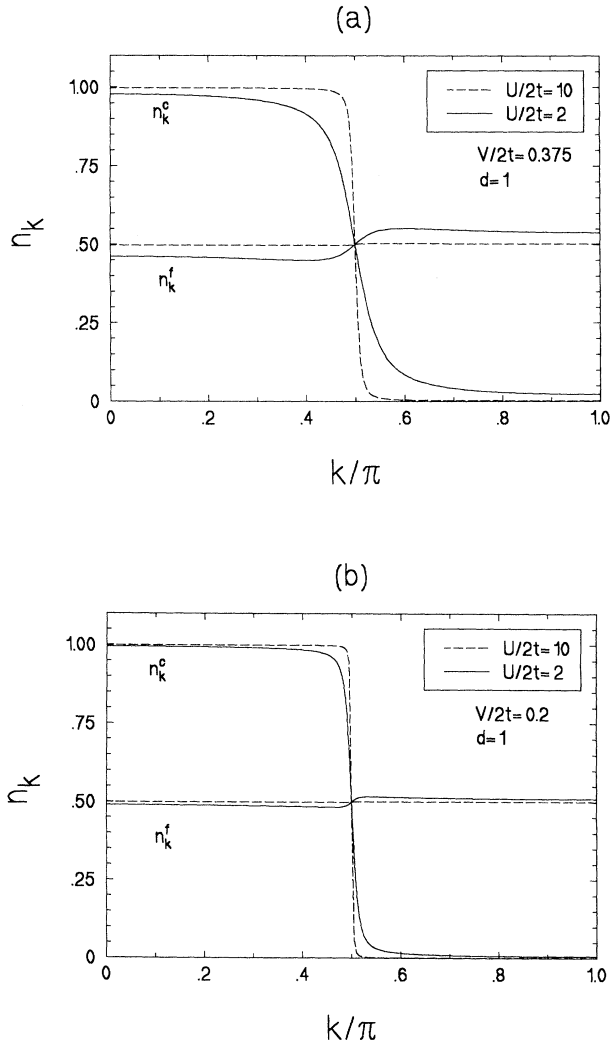 (a)
1.00
.75
.50
.25
0
n_k
n_k^c
n_k^f
U/2t=10
U/2t=2
V/2t=0.375
d=1
0 .2 .4 .6 .8 1.0
k/π
(b)
1.00
.75
.50
.25
0
n_k
n_k^c
n_k^f
U/2t=10
U/2t=2
V/2t=0.2
d=1
0 .2 .4 .6 .8 1.0
k/π